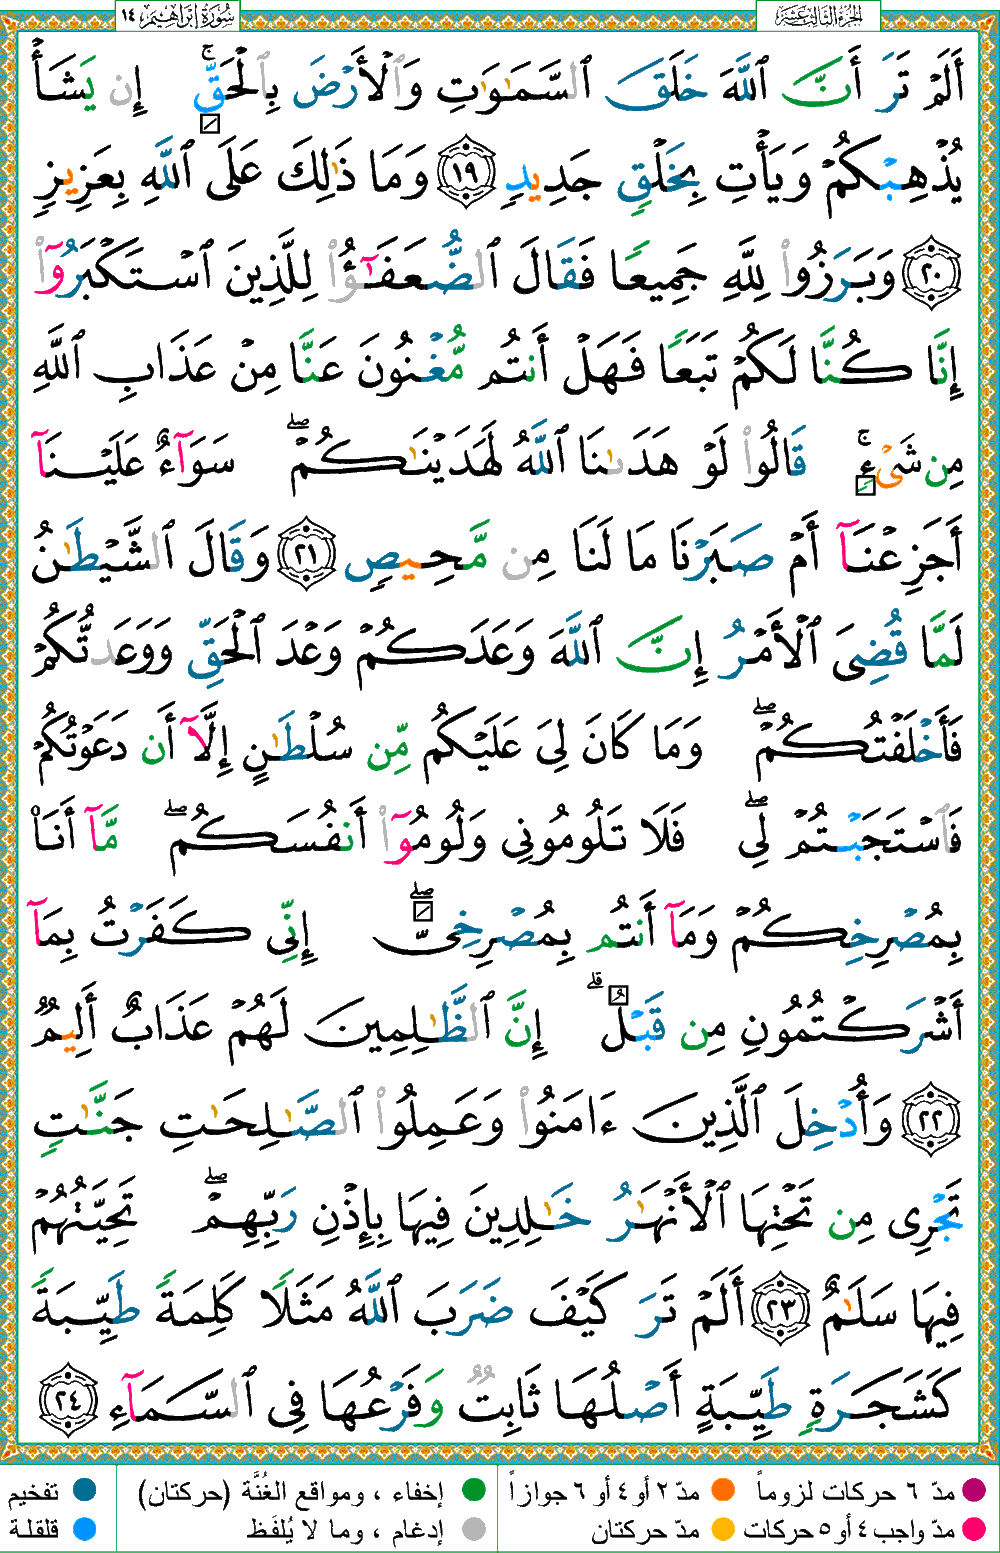 الجزء الثالث عشر
سورة إبراهيم ١٤
أَلَمْ تَرَ أَنَّ ٱللَّهَ خَلَقَ ٱلسَّمَـٰوَٰتِ وَٱلْأَرْضَ بِٱلْحَقِّ ۚ إِن يَشَأْ
يُذْهِبْكُمْ وَيَأْتِ بِخَلْقٍ جَدِيدٍ ١٩ وَمَا ذَٰلِكَ عَلَى ٱللَّهِ بِعَزِيزٍ
٢٠ وَبَرَزُوا۟ لِلَّهِ جَمِيعًا فَقَالَ ٱلضُّعَفَـٰٓؤُا۟ لِلَّذِينَ ٱسْتَكْبَرُوٓا۟
إِنَّا كُنَّا لَكُمْ تَبَعًا فَهَلْ أَنتُم مُّغْنُونَ عَنَّا مِنْ عَذَابِ ٱللَّهِ
مِن شَىْءٍ ۚ قَالُوا۟ لَوْ هَدَىٰنَا ٱللَّهُ لَهَدَيْنَـٰكُمْ ۖ سَوَآءٌ عَلَيْنَآ
أَجَزِعْنَآ أَمْ صَبَرْنَا مَا لَنَا مِن مَّحِيصٍ ٢١ وَقَالَ ٱلشَّيْطَـٰنُ
لَمَّا قُضِىَ ٱلْأَمْرُ إِنَّ ٱللَّهَ وَعَدَكُمْ وَعْدَ ٱلْحَقِّ وَوَعَدتُّكُمْ
فَأَخْلَفْتُكُمْ ۖ وَمَا كَانَ لِىَ عَلَيْكُم مِّن سُلْطَـٰنٍ إِلَّآ أَن دَعَوْتُكُمْ
فَٱسْتَجَبْتُمْ لِى ۖ فَلَا تَلُومُونِى وَلُومُوٓا۟ أَنفُسَكُم ۖ مَّآ أَنَا۠
بِمُصْرِخِكُمْ وَمَآ أَنتُم بِمُصْرِخِىَّ ۖ إِنِّى كَفَرْتُ بِمَآ
أَشْرَكْتُمُونِ مِن قَبْلُ ۗ إِنَّ ٱلظَّـٰلِمِينَ لَهُمْ عَذَابٌ أَلِيمٌ
٢٢ وَأُدْخِلَ ٱلَّذِينَ ءَامَنُوا۟ وَعَمِلُوا۟ ٱلصَّـٰلِحَـٰتِ جَنَّـٰتٍ
تَجْرِى مِن تَحْتِهَا ٱلْأَنْهَـٰرُ خَـٰلِدِينَ فِيهَا بِإِذْنِ رَبِّهِمْ ۖ تَحِيَّتُهُمْ
فِيهَا سَلَـٰمٌ ٢٣ أَلَمْ تَرَ كَيْفَ ضَرَبَ ٱللَّهُ مَثَلًا كَلِمَةً طَيِّبَةً
كَشَجَرَةٍ طَيِّبَةٍ أَصْلُهَا ثَابِتٌ وَفَرْعُهَا فِى ٱلسَّمَآءِ ٢٤
مدّ ٦ حركات لزوماً مدّ ٢ أو ٤ أو ٦ جوازاً إخفاء ، ومواقع الغُنَّة (حركتان) تفخيم
مدّ واجب ٤ أو ٥ حركات مدّ حركتان إدغام ، وما لا يُلفَظ قلقلة